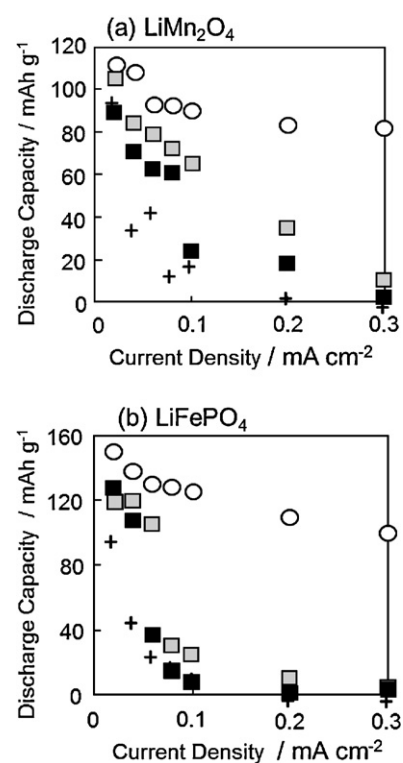 (a) LiMn₂O₄
120
100
80
60
40
20
0
Discharge Capacity / mAh g⁻¹
0 0.1 0.2 0.3
Current Density / mA cm⁻²
(b) LiFePO₄
160
120
80
40
0
Discharge Capacity / mAh g⁻¹
0 0.1 0.2 0.3
Current Density / mA cm⁻²